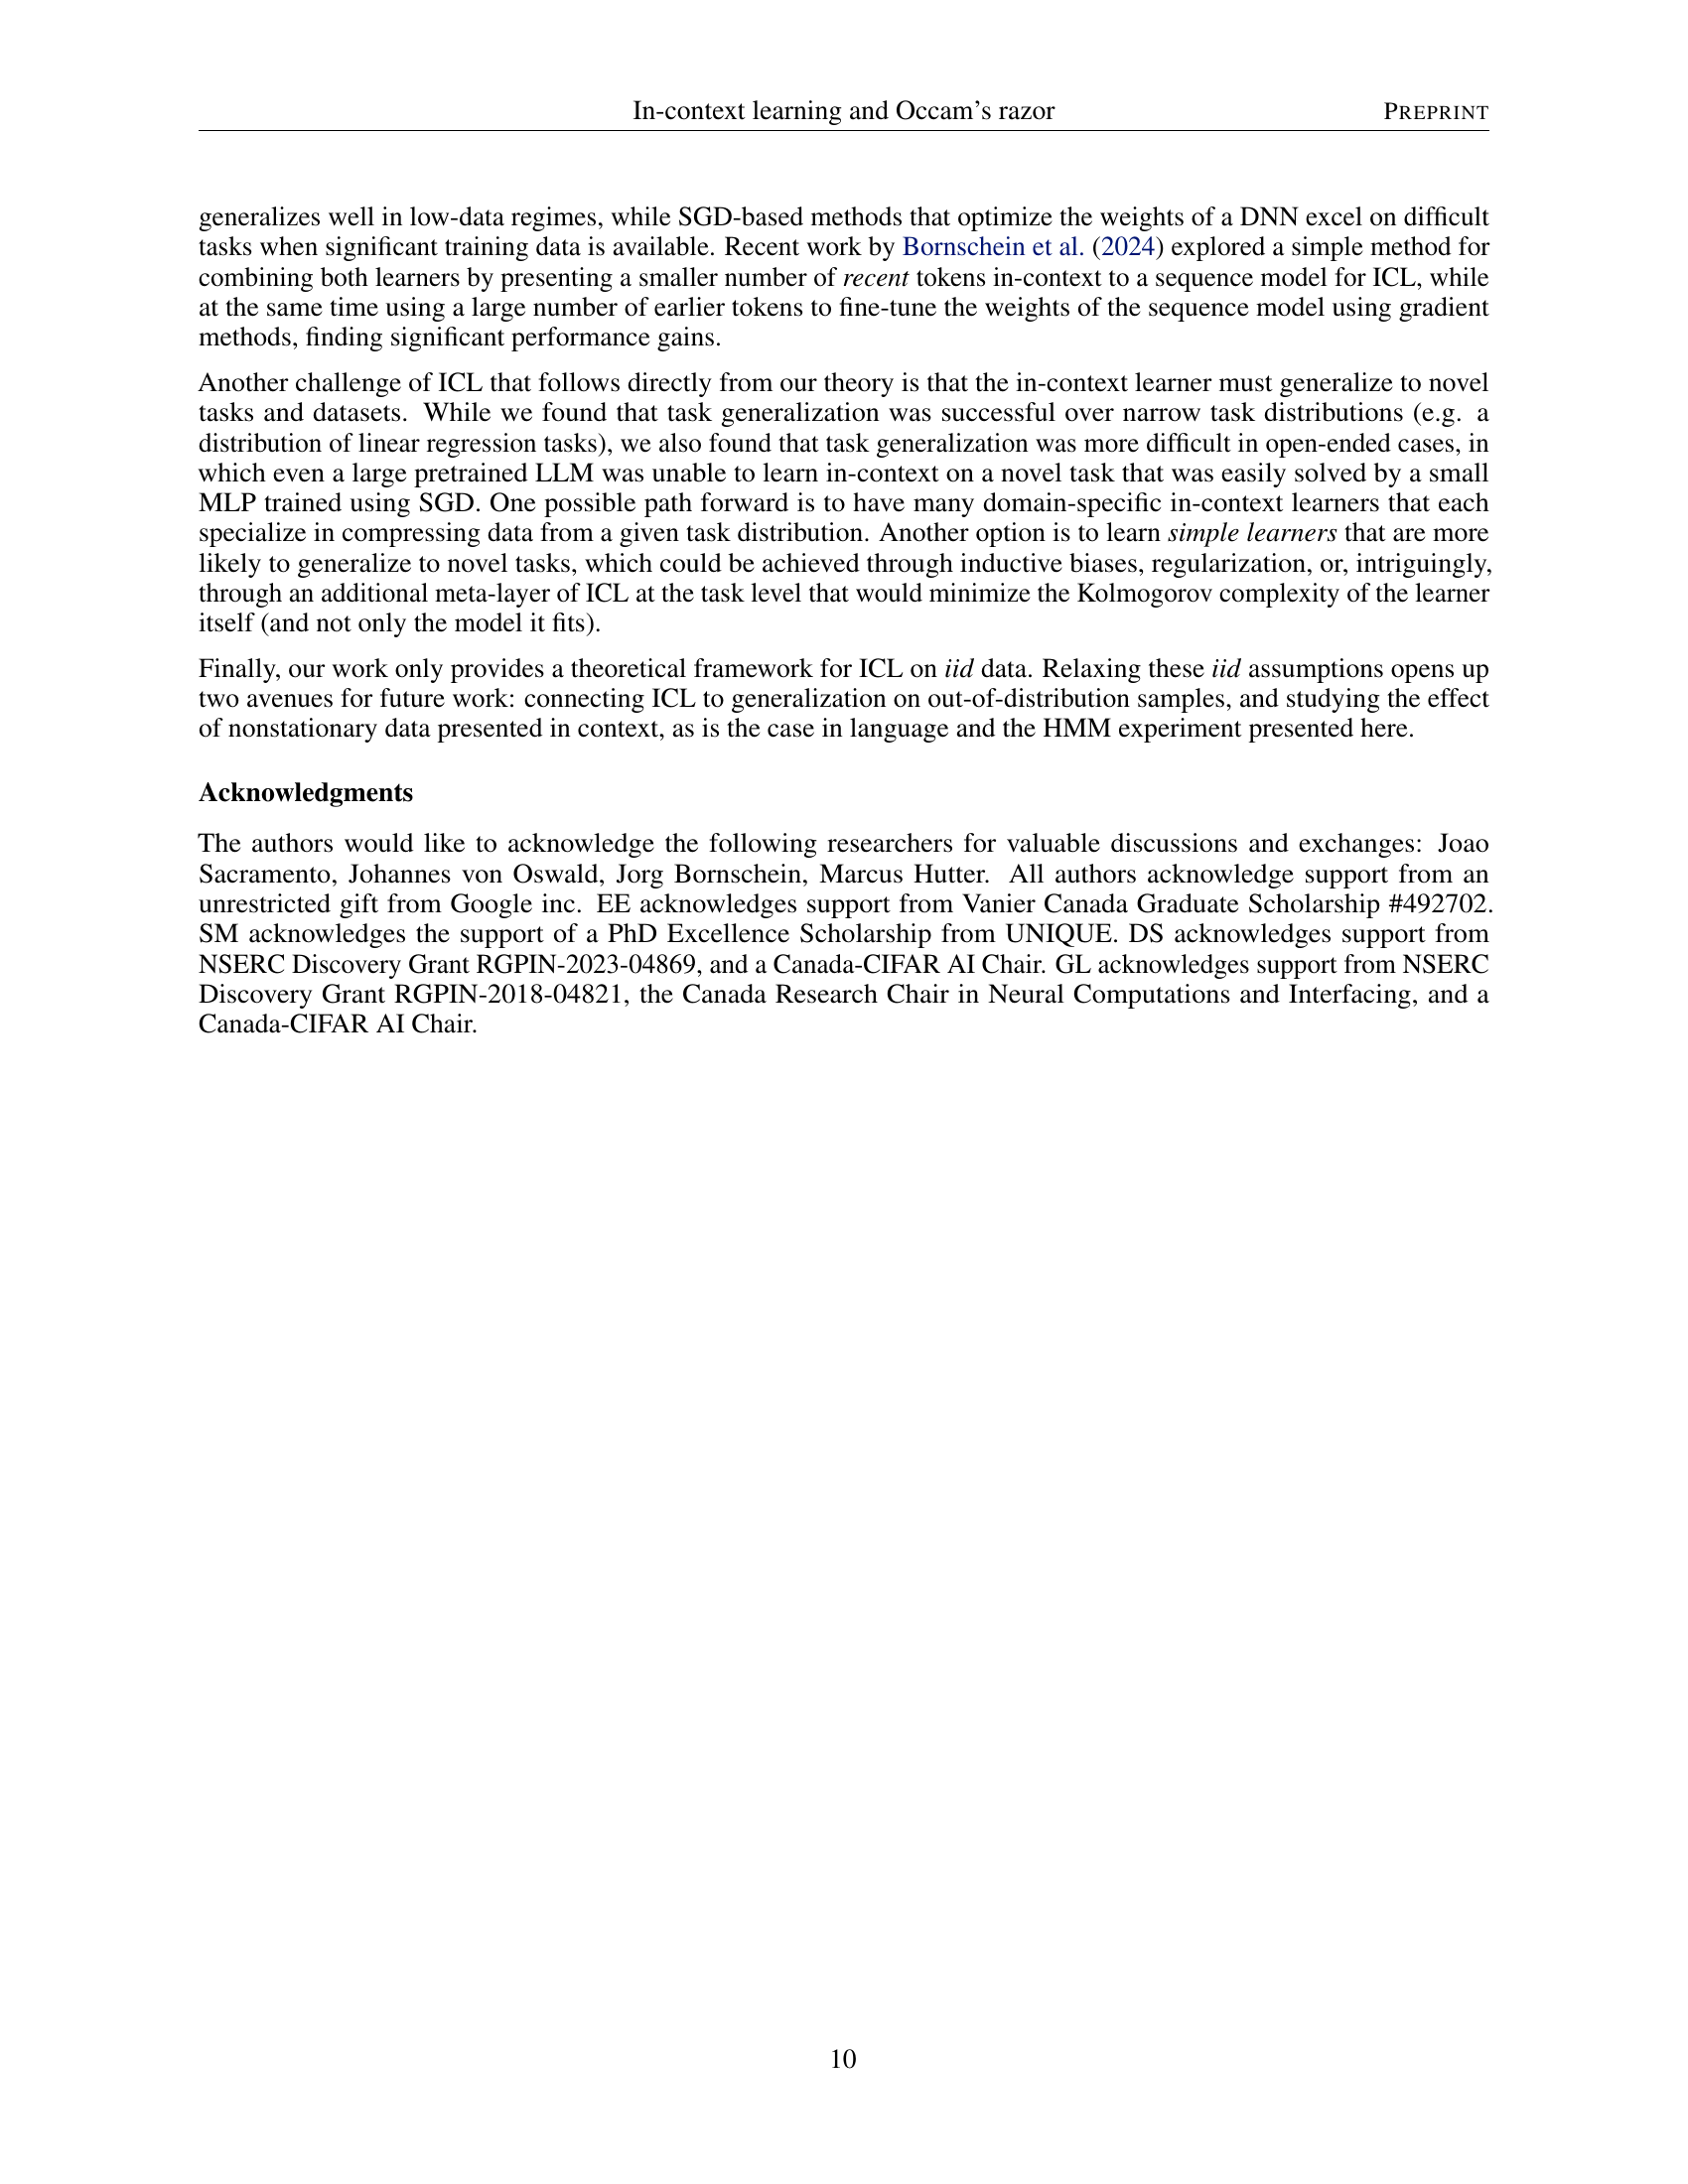 In-context learning and Occam's razor
PREPRINT
generalizes well in low-data regimes, while SGD-based methods that optimize the weights of a DNN excel on difficult
tasks when significant training data is available. Recent work by Bornschein et al. (2024) explored a simple method for
combining both learners by presenting a smaller number of recent tokens in-context to a sequence model for ICL, while
at the same time using a large number of earlier tokens to fine-tune the weights of the sequence model using gradient
methods, finding significant performance gains.
Another challenge of ICL that follows directly from our theory is that the in-context learner must generalize to novel
tasks and datasets. While we found that task generalization was successful over narrow task distributions (e.g. a
distribution of linear regression tasks), we also found that task generalization was more difficult in open-ended cases, in
which even a large pretrained LLM was unable to learn in-context on a novel task that was easily solved by a small
MLP trained using SGD. One possible path forward is to have many domain-specific in-context learners that each
specialize in compressing data from a given task distribution. Another option is to learn simple learners that are more
likely to generalize to novel tasks, which could be achieved through inductive biases, regularization, or, intriguingly,
through an additional meta-layer of ICL at the task level that would minimize the Kolmogorov complexity of the learner
itself (and not only the model it fits).
Finally, our work only provides a theoretical framework for ICL on iid data. Relaxing these iid assumptions opens up
two avenues for future work: connecting ICL to generalization on out-of-distribution samples, and studying the effect
of nonstationary data presented in context, as is the case in language and the HMM experiment presented here.
Acknowledgments
The authors would like to acknowledge the following researchers for valuable discussions and exchanges: Joao
Sacramento, Johannes von Oswald, Jorg Bornschein, Marcus Hutter. All authors acknowledge support from an
unrestricted gift from Google inc. EE acknowledges support from Vanier Canada Graduate Scholarship #492702.
SM acknowledges the support of a PhD Excellence Scholarship from UNIQUE. DS acknowledges support from
NSERC Discovery Grant RGPIN-2023-04869, and a Canada-CIFAR AI Chair. GL acknowledges support from NSERC
Discovery Grant RGPIN-2018-04821, the Canada Research Chair in Neural Computations and Interfacing, and a
Canada-CIFAR AI Chair.
10